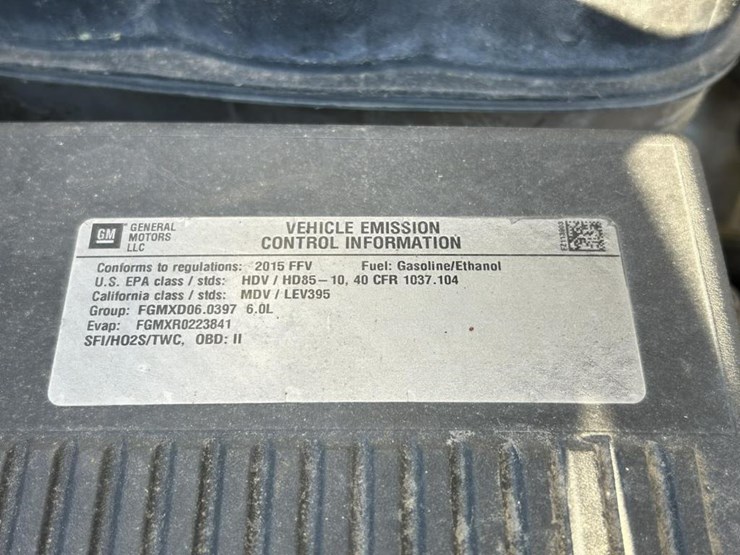 GM
GENERAL
MOTORS
LLC
VEHICLE EMISSION
CONTROL INFORMATION
Conforms to regulations: 2015 FFV Fuel: Gasoline/Ethanol
U.S. EPA class / stds: HDV / HD85-10, 40 CFR 1037.104
California class / stds: MDV / LEV395
Group: FGMXD06.0397 6.0L
Evap: FGMXR0223841
SFI/HO2S/TWC, OBD: II